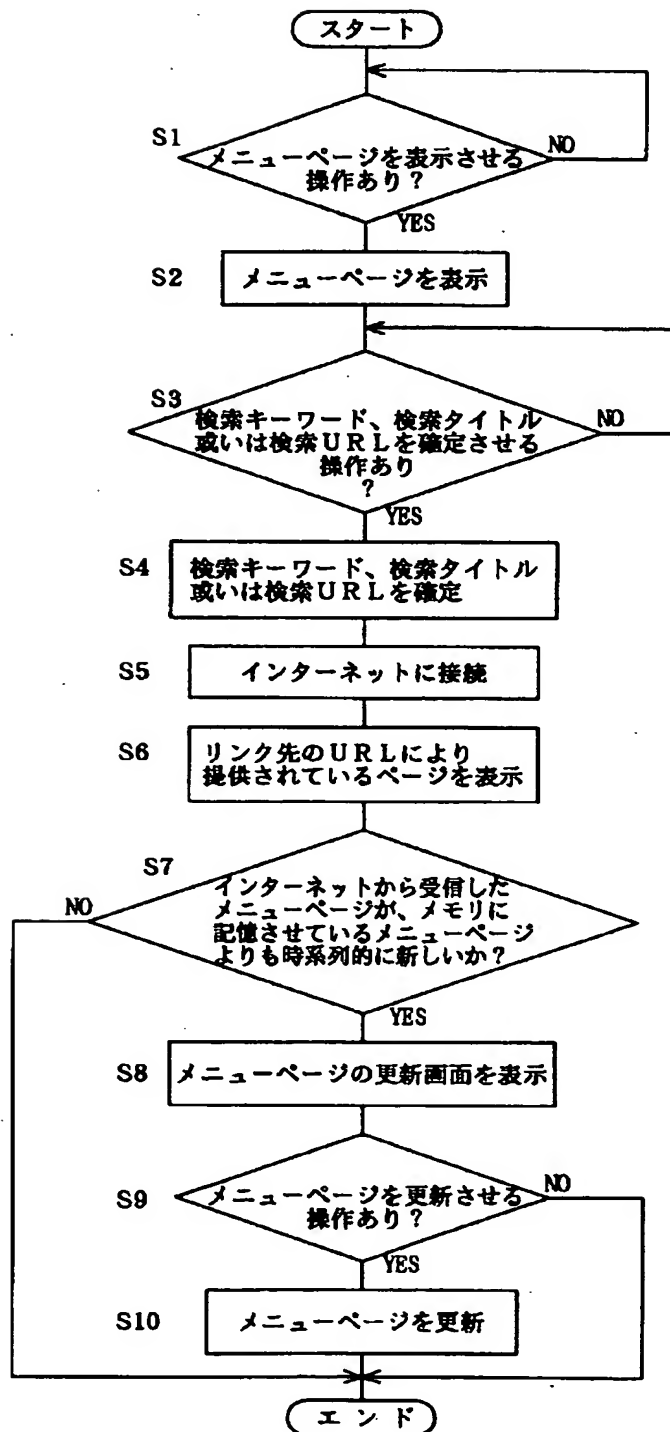 スタート
S1
メニューページを表示させる
操作あり?
NO
YES
S2
メニューページを表示
S3
検索キーワード、検索タイトル
或いは検索URLを確定させる
操作あり
?
NO
YES
S4
検索キーワード、検索タイトル
或いは検索URLを確定
S5
インターネットに接続
S6
リンク先のURLにより
提供されているページを表示
S7
インターネットから受信した
メニューページが、メモリに
記憶させているメニューページ
よりも時系列的に新しいか?
NO
YES
S8
メニューページの更新画面を表示
S9
メニューページを更新させる
操作あり?
NO
YES
S10
メニューページを更新
エンド